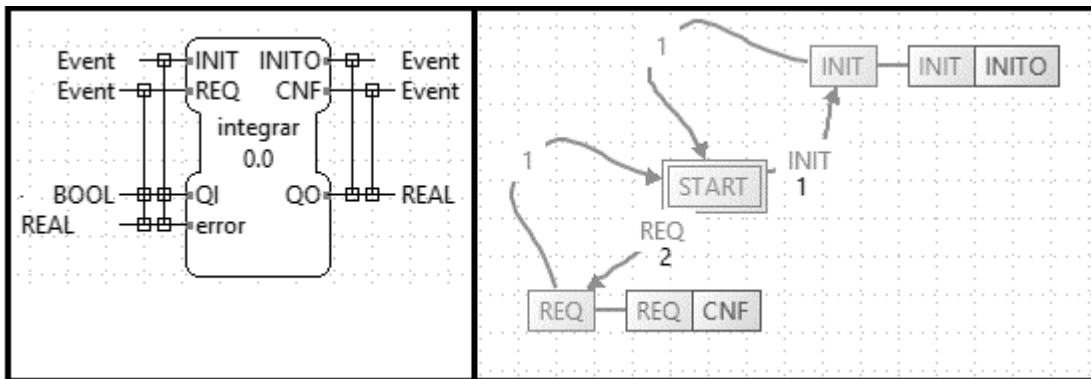 Event INIT INITO Event
Event REQ CNF Event
integrar
0.0
BOOL QI QO REAL
REAL error
1
INIT INIT INITO
1
INIT
1
START
REQ
2
REQ REQ CNF